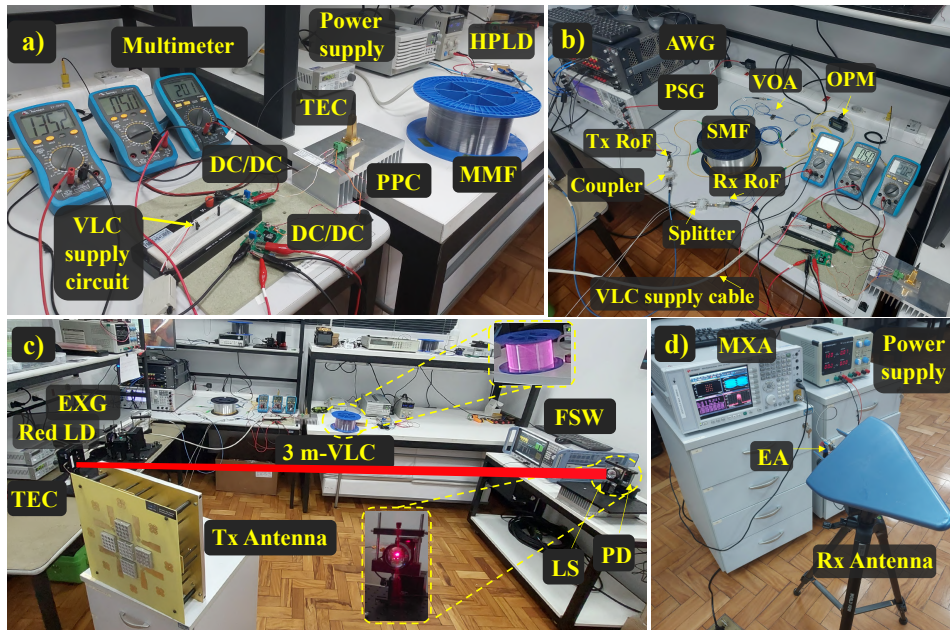 a)
Multimeter
Power
supply
HPLD
TEC
DC/DC
PPC
MMF
DC/DC
VLC
supply
circuit
b)
AWG
VOA
OPM
PSG
SMF
Tx RoF
Coupler
Rx RoF
Splitter
VLC supply cable
c)
EXG
Red LD
FSW
3 m-VLC
TEC
Tx Antenna
LS
PD
d)
MXA
Power
supply
EA
Rx Antenna